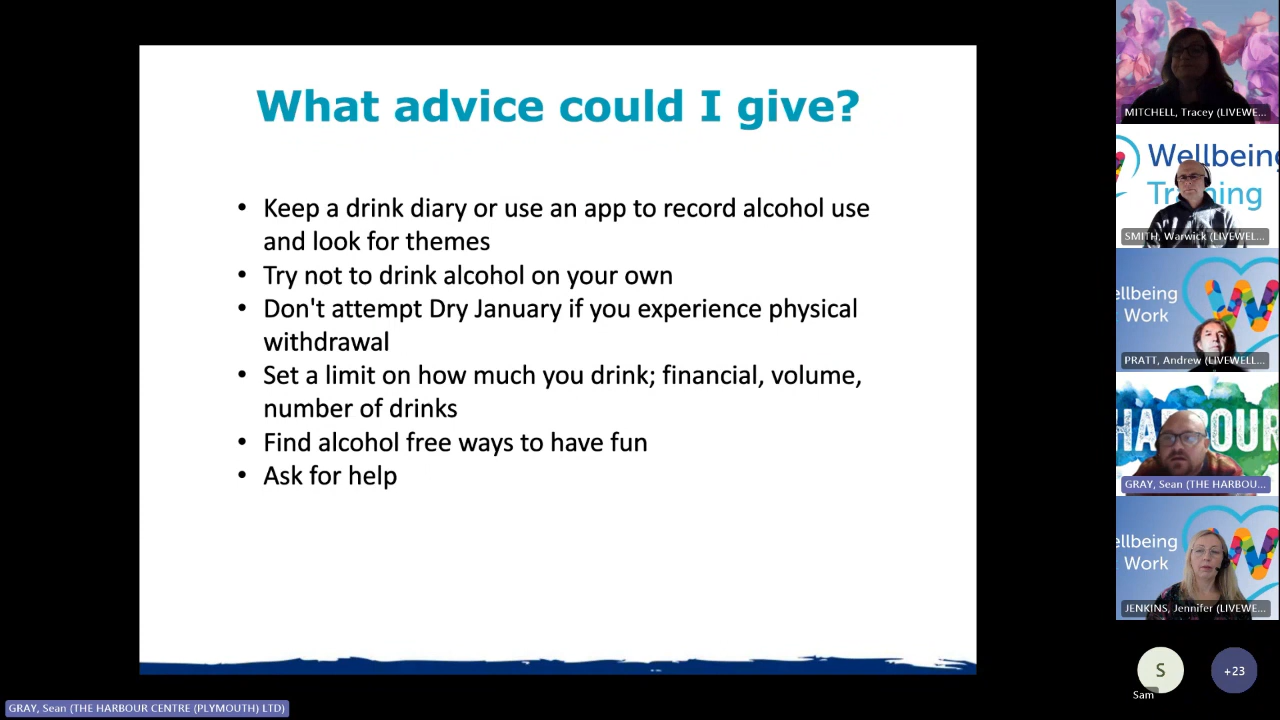 What advice could I give?
• Keep a drink diary or use an app to record alcohol use
and look for themes
• Try not to drink alcohol on your own
• Don't attempt Dry January if you experience physical
withdrawal
• Set a limit on how much you drink; financial, volume,
number of drinks
• Find alcohol free ways to have fun
• Ask for help
GRAY, Sean (THE HARBOUR CENTRE (PLYMOUTH) LTD)
MITCHELL, Tracey (LIVEWE...
Wellbeing
SMITH, Warwick (LIVEWEL...
ellbeing
Work
PRATT, Andrew (LIVEWELL...
GRAY, Sean (THE HARBOU...
ellbeing
Work
JENKINS, Jennifer (LIVEWE...
S
+23
Sam